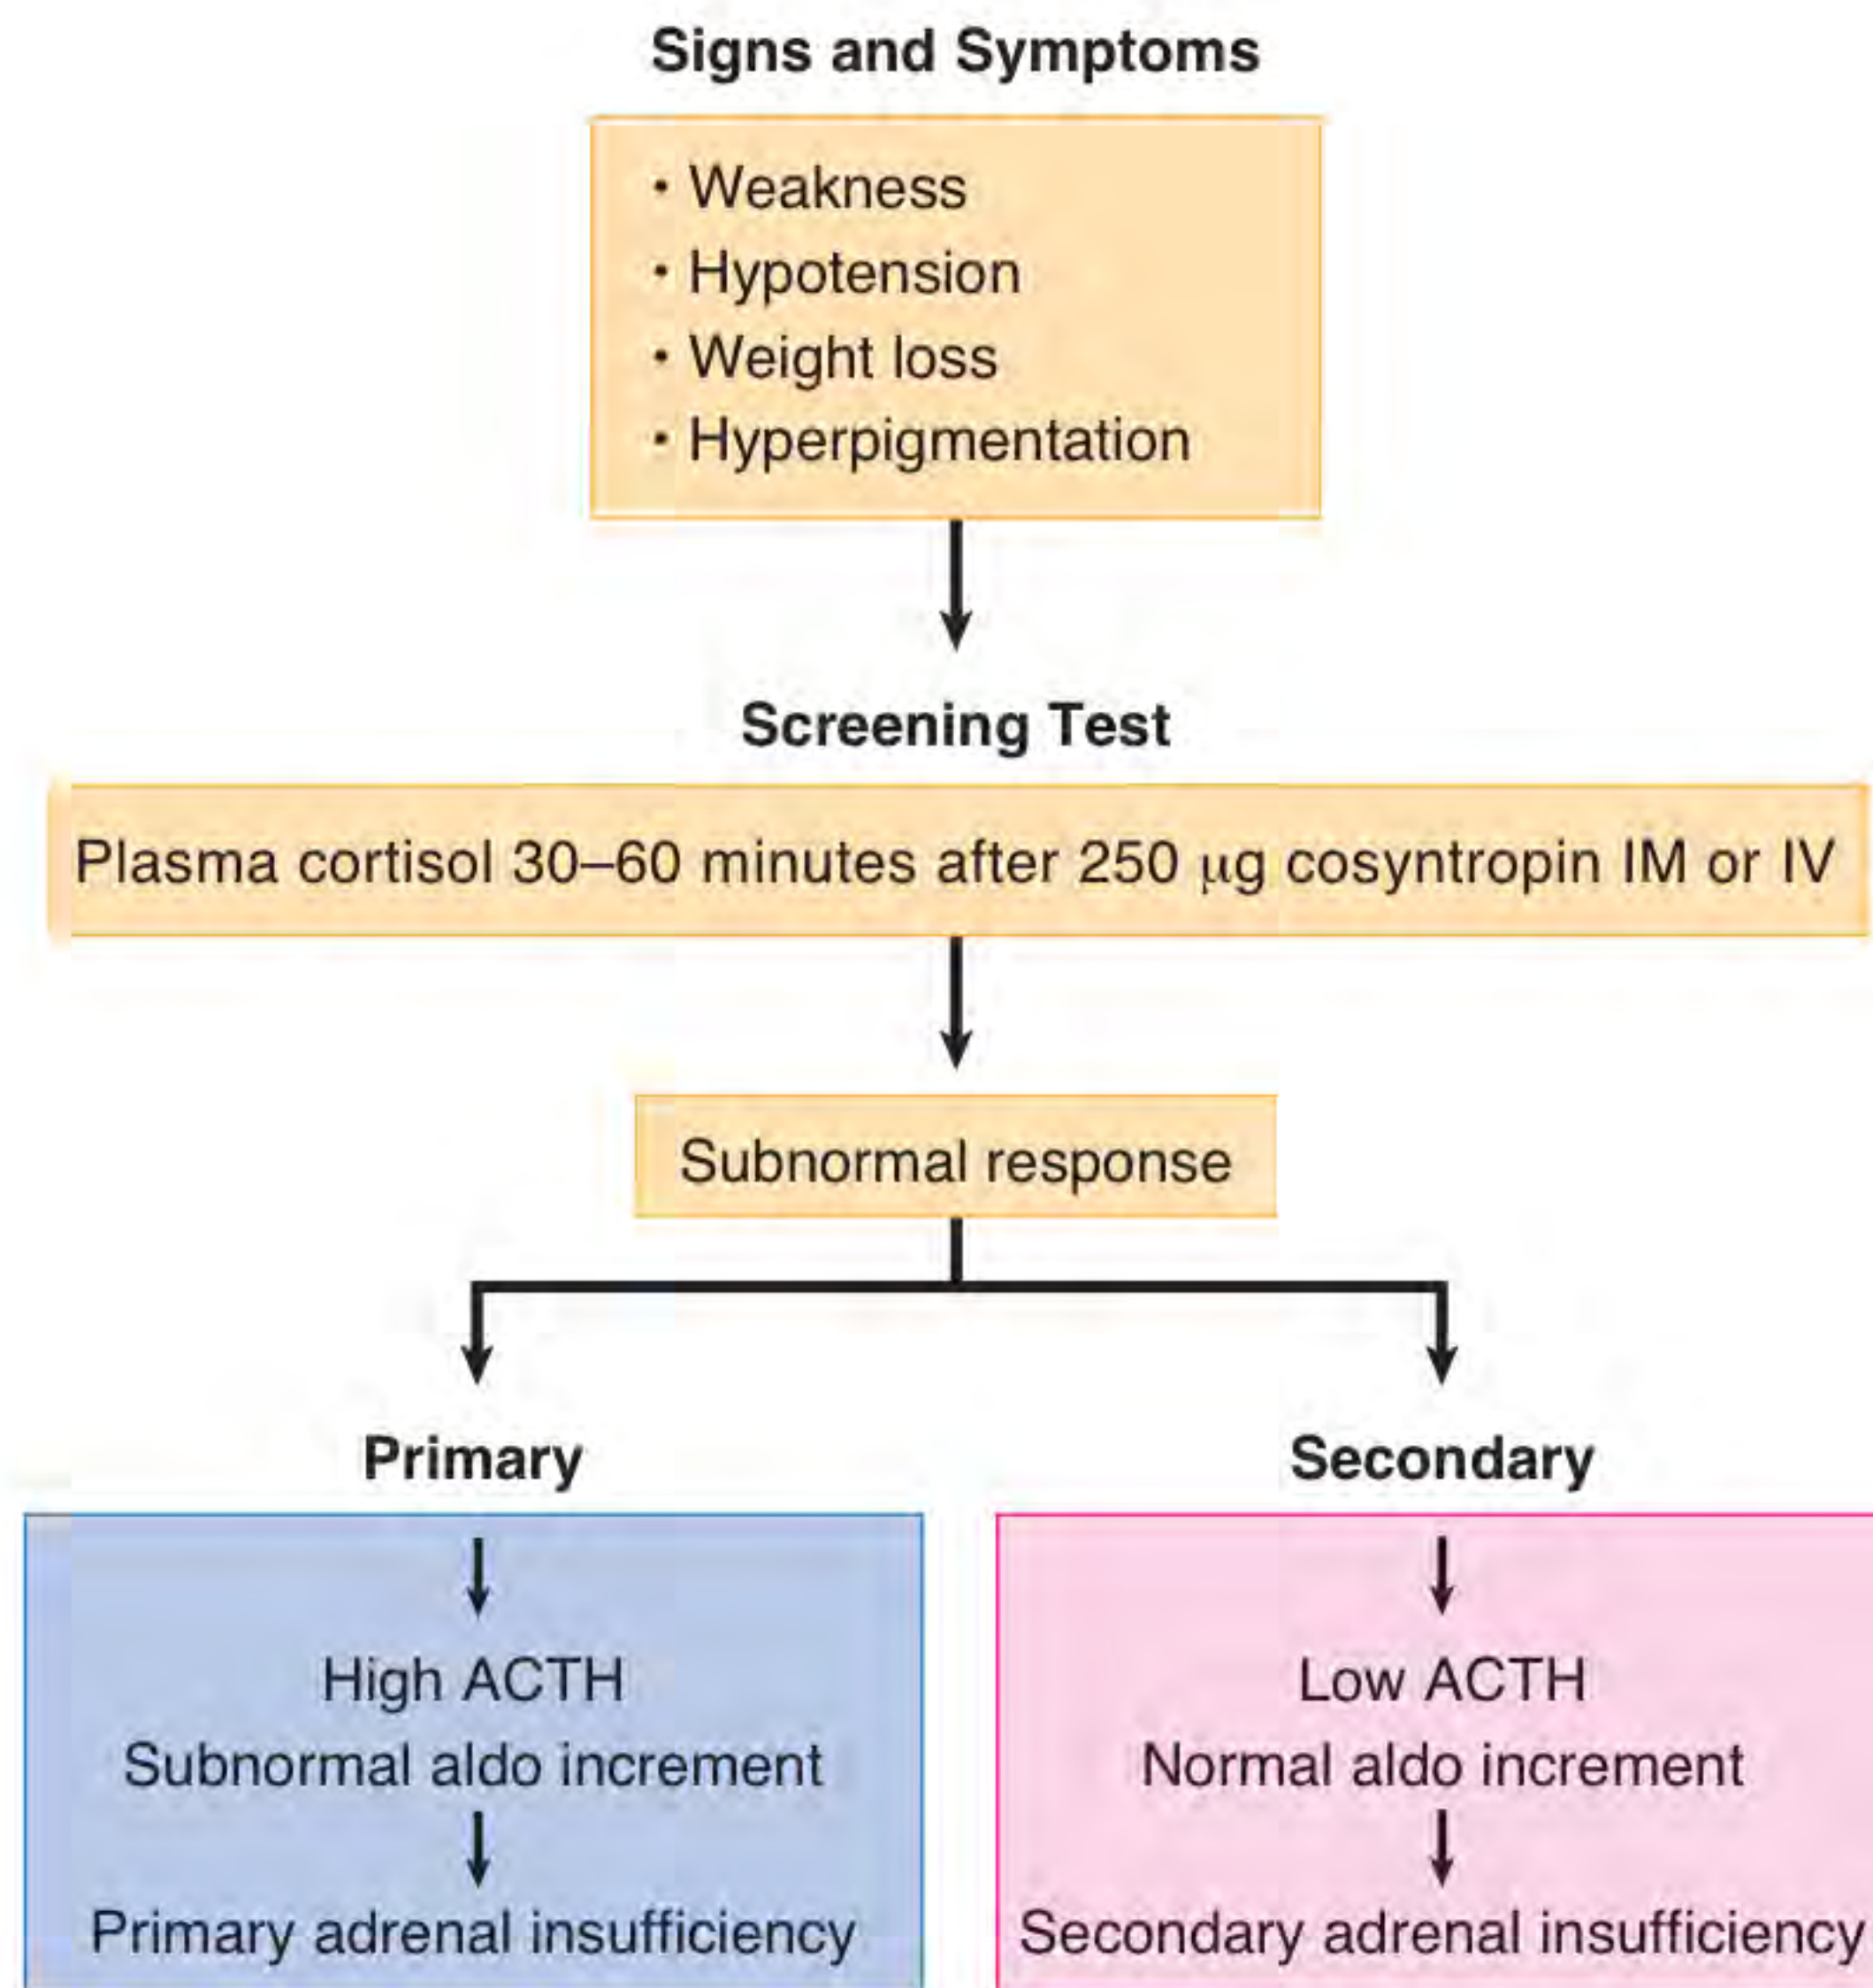 Signs and Symptoms
• Weakness
• Hypotension
• Weight loss
• Hyperpigmentation
Screening Test
Plasma cortisol 30–60 minutes after 250 μg cosyntropin IM or IV
Subnormal response
Primary
High ACTH
Subnormal aldo increment
Primary adrenal insufficiency
Secondary
Low ACTH
Normal aldo increment
Secondary adrenal insufficiency